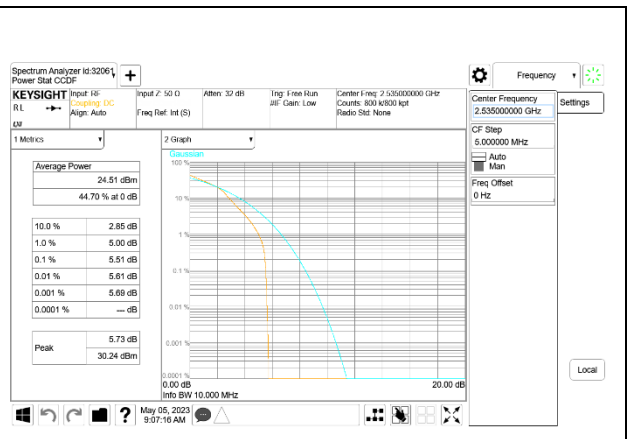 Spectrum Analyzer Id:32061
Power Stat CCDF
Frequency
KEYSIGHT
RL
Input: RF
Coupling: DC
Align: Auto
Input Z: 50 Ω
Freq Ref: Int (S)
Atten: 32 dB
Trig: Free Run
#IF Gain: Low
Center Freq: 2.535000000 GHz
Counts: 800 k/800 kpt
Radio Std: None
Center Frequency
2.535000000 GHz
Settings
CF Step
5.000000 MHz
Auto
Man
Freq Offset
0 Hz
1 Metrics
2 Graph
Average Power
24.51 dBm
44.70 % at 0 dB
10.0 % 2.85 dB
1.0 % 5.00 dB
0.1 % 5.51 dB
0.01 % 5.61 dB
0.001 % 5.69 dB
0.0001 % --- dB
Peak
5.73 dB
30.24 dBm
Gaussian
100 %
10 %
1 %
0.1 %
0.01 %
0.001 %
0.0001 %
0.00 dB
20.00 dB
Info BW 10.000 MHz
Local
?
May 05, 2023
9:07:16 AM